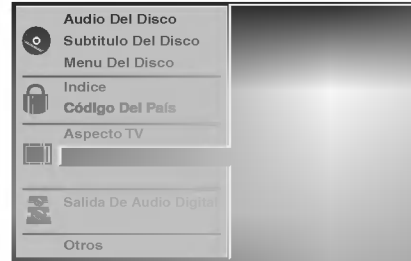 Audio Del Disco
Subtitulo Del Disco
Menu Del Disco
Indice
Código Del País
Aspecto TV
Salida De Audio Digital
Otros